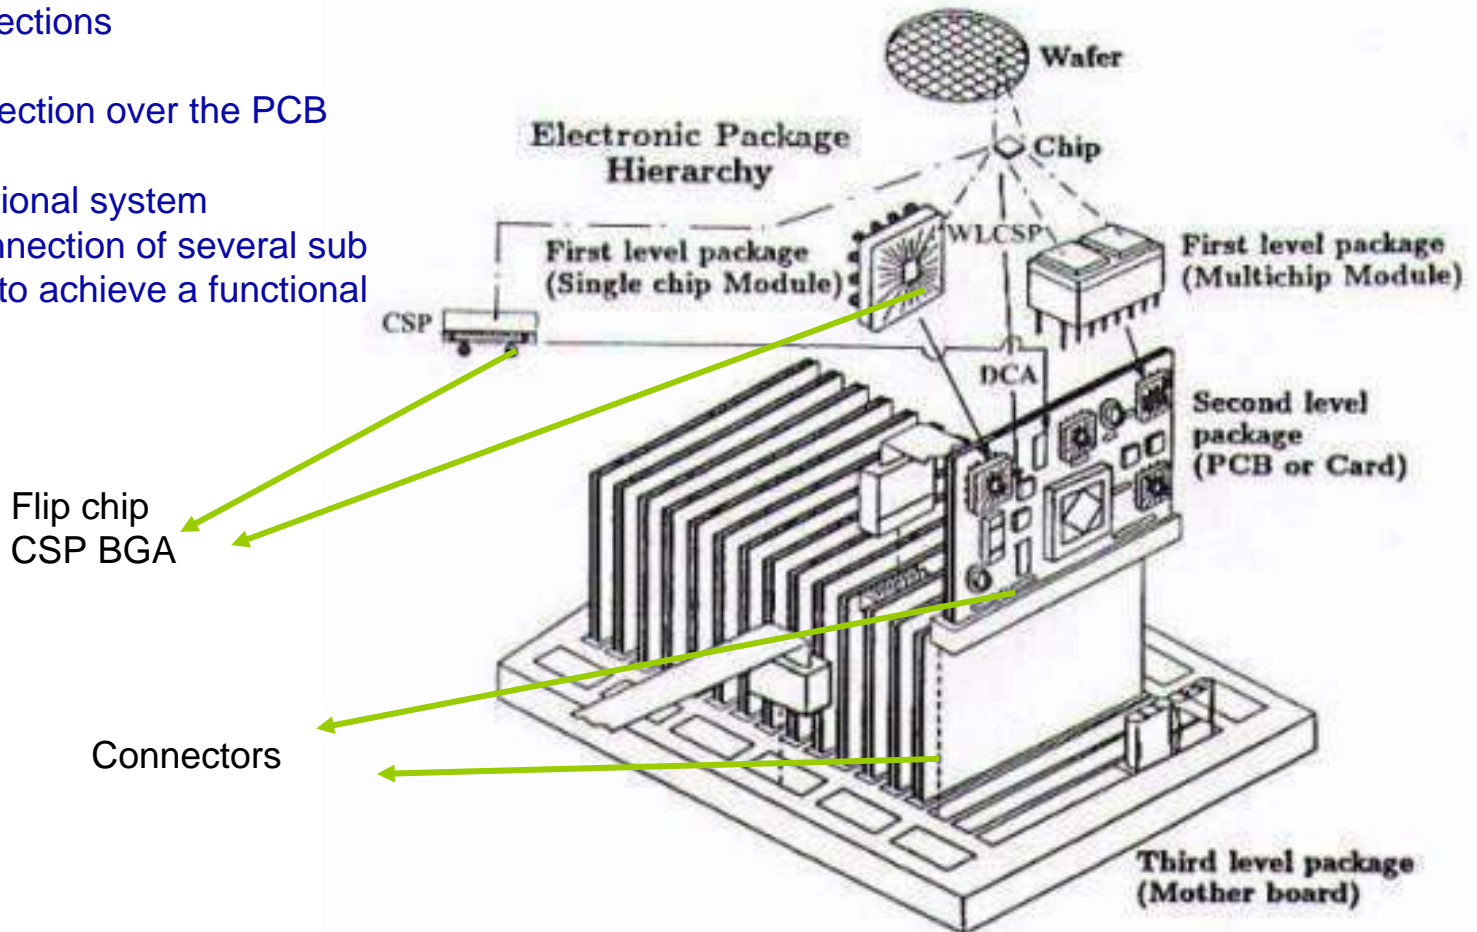 ections
ection over the PCB
ional system
nnection of several sub
to achieve a functional
Wafer
Electronic Package
Hierarchy
Chip
First level package
(Single chip Module)
WLCSP
First level package
(Multichip Module)
CSP
DCA
Second level
package
(PCB or Card)
Flip chip
CSP BGA
Connectors
Third level package
(Mother board)